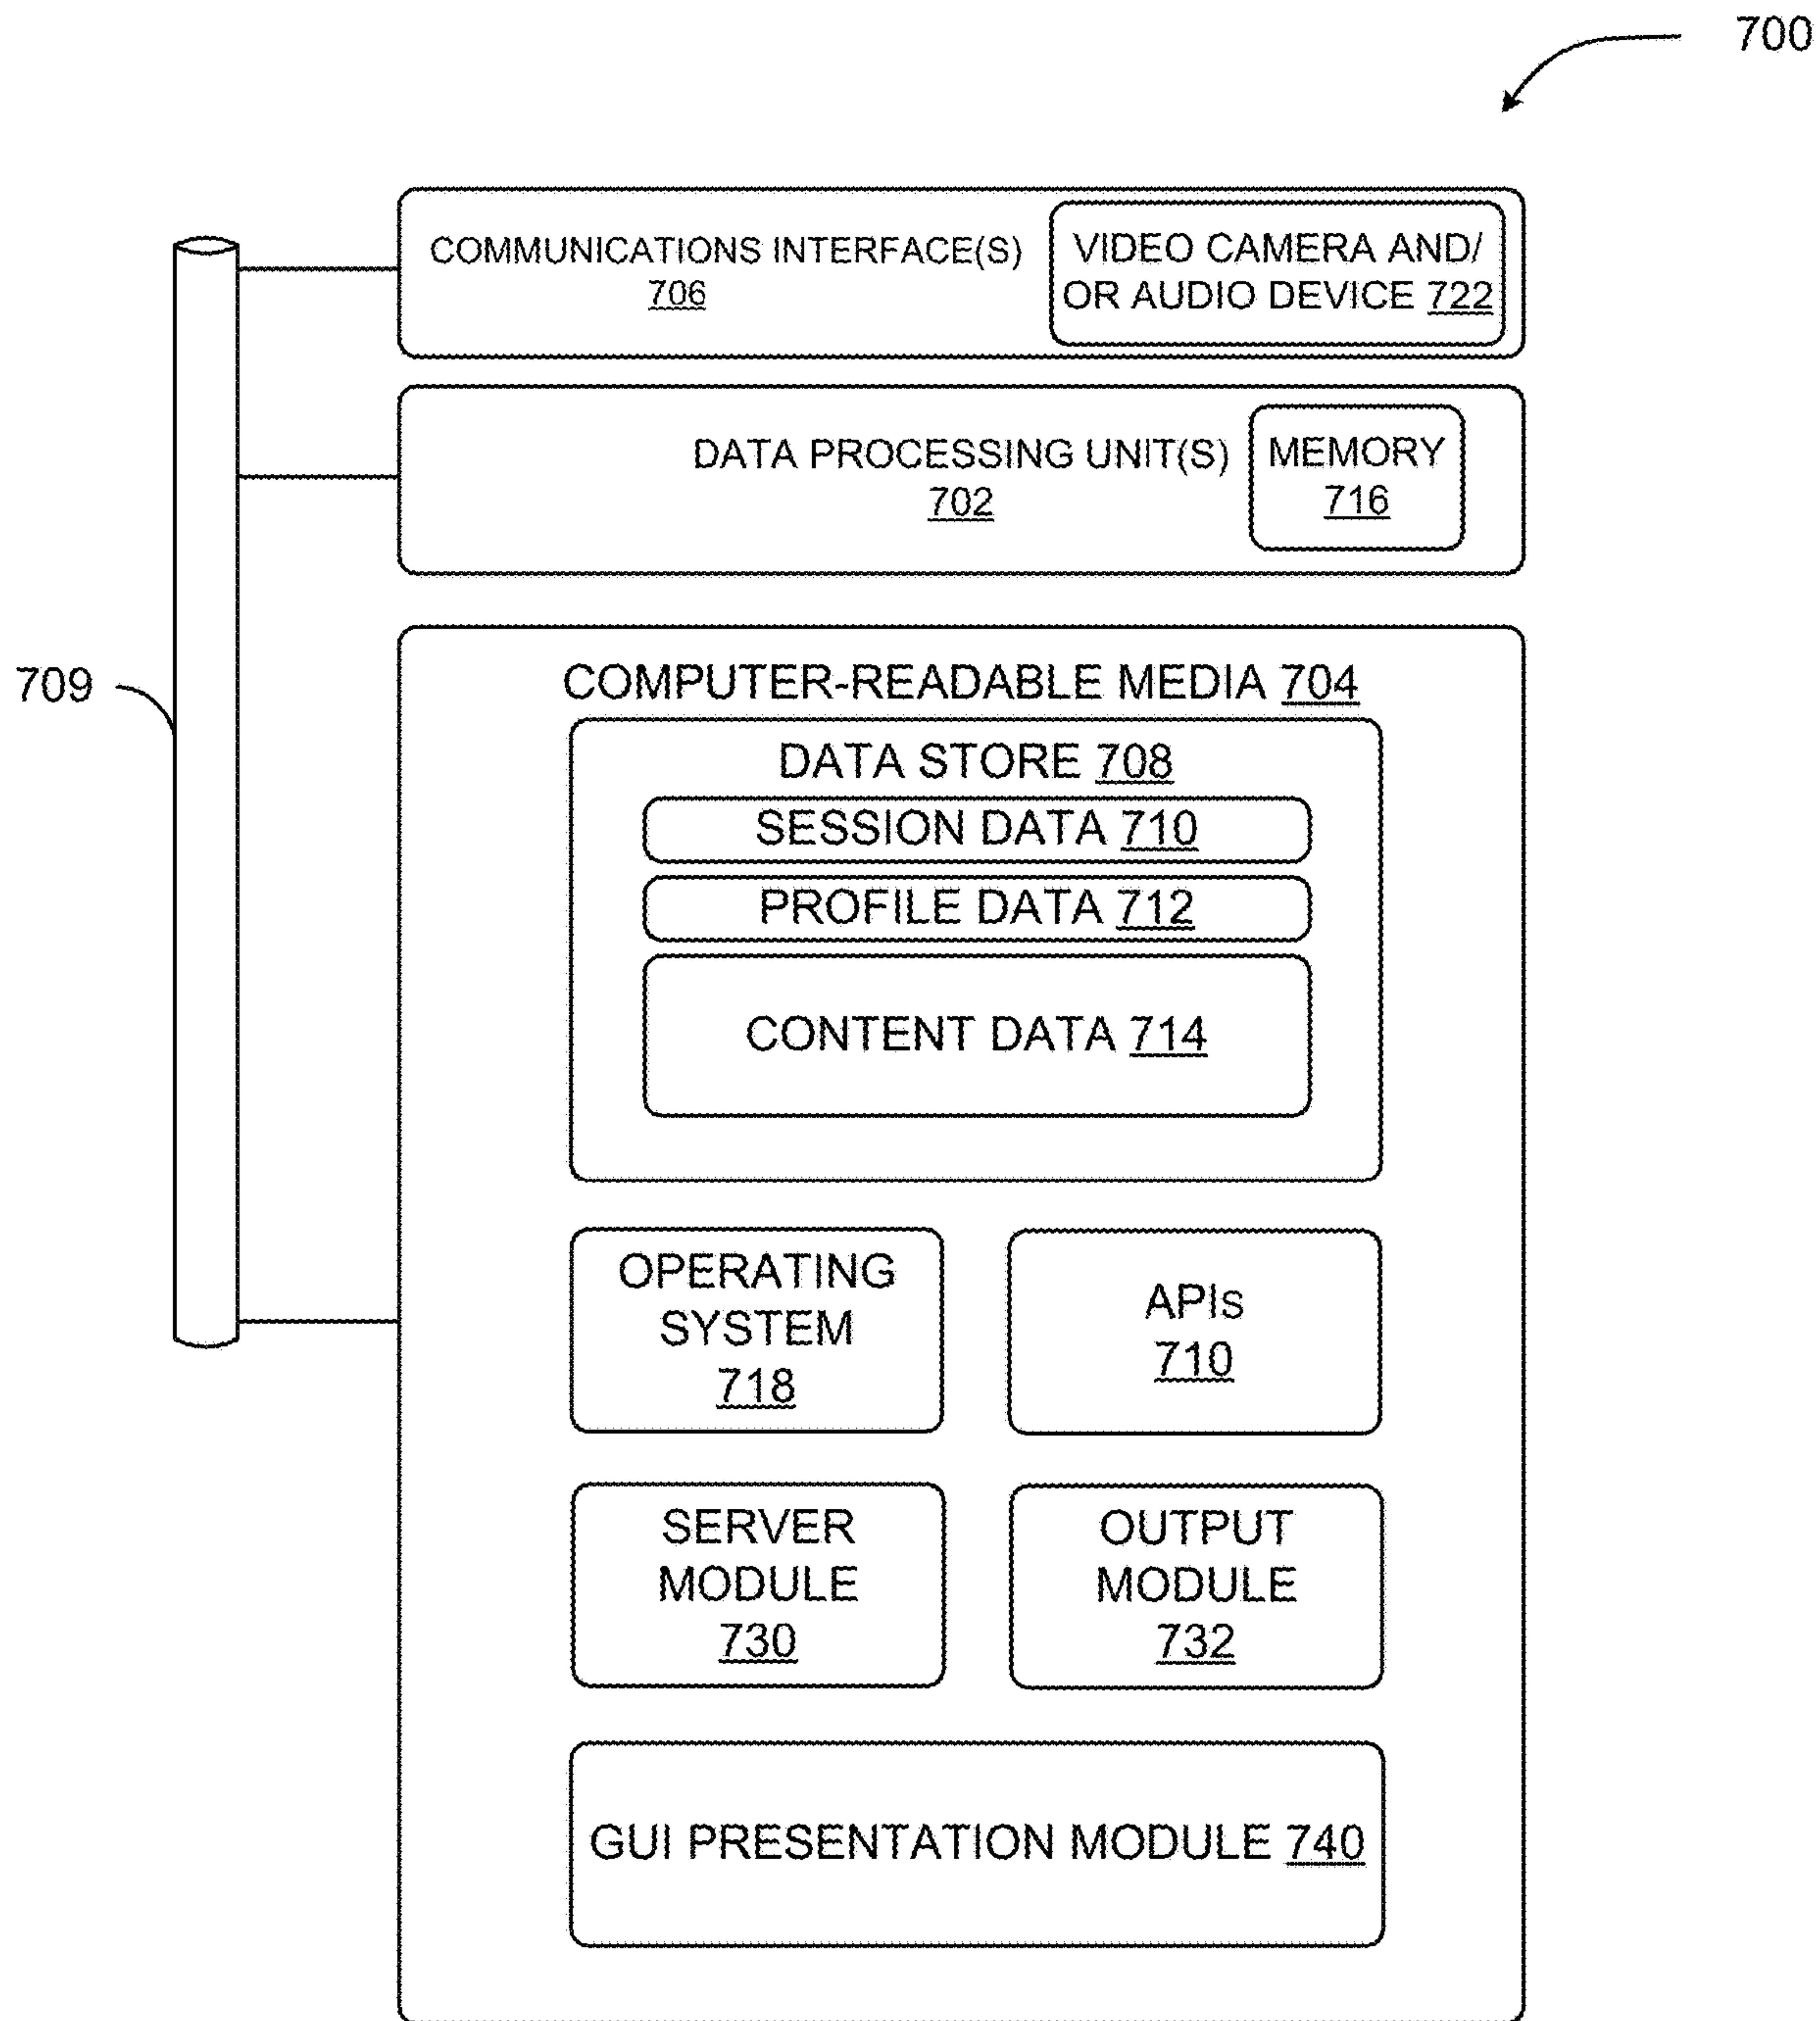 700
COMMUNICATIONS INTERFACE(S)
706
VIDEO CAMERA AND/
OR AUDIO DEVICE 722
DATA PROCESSING UNIT(S)
702
MEMORY
716
709
COMPUTER-READABLE MEDIA 704
DATA STORE 708
SESSION DATA 710
PROFILE DATA 712
CONTENT DATA 714
OPERATING
SYSTEM
718
APIs
710
SERVER
MODULE
730
OUTPUT
MODULE
732
GUI PRESENTATION MODULE 740